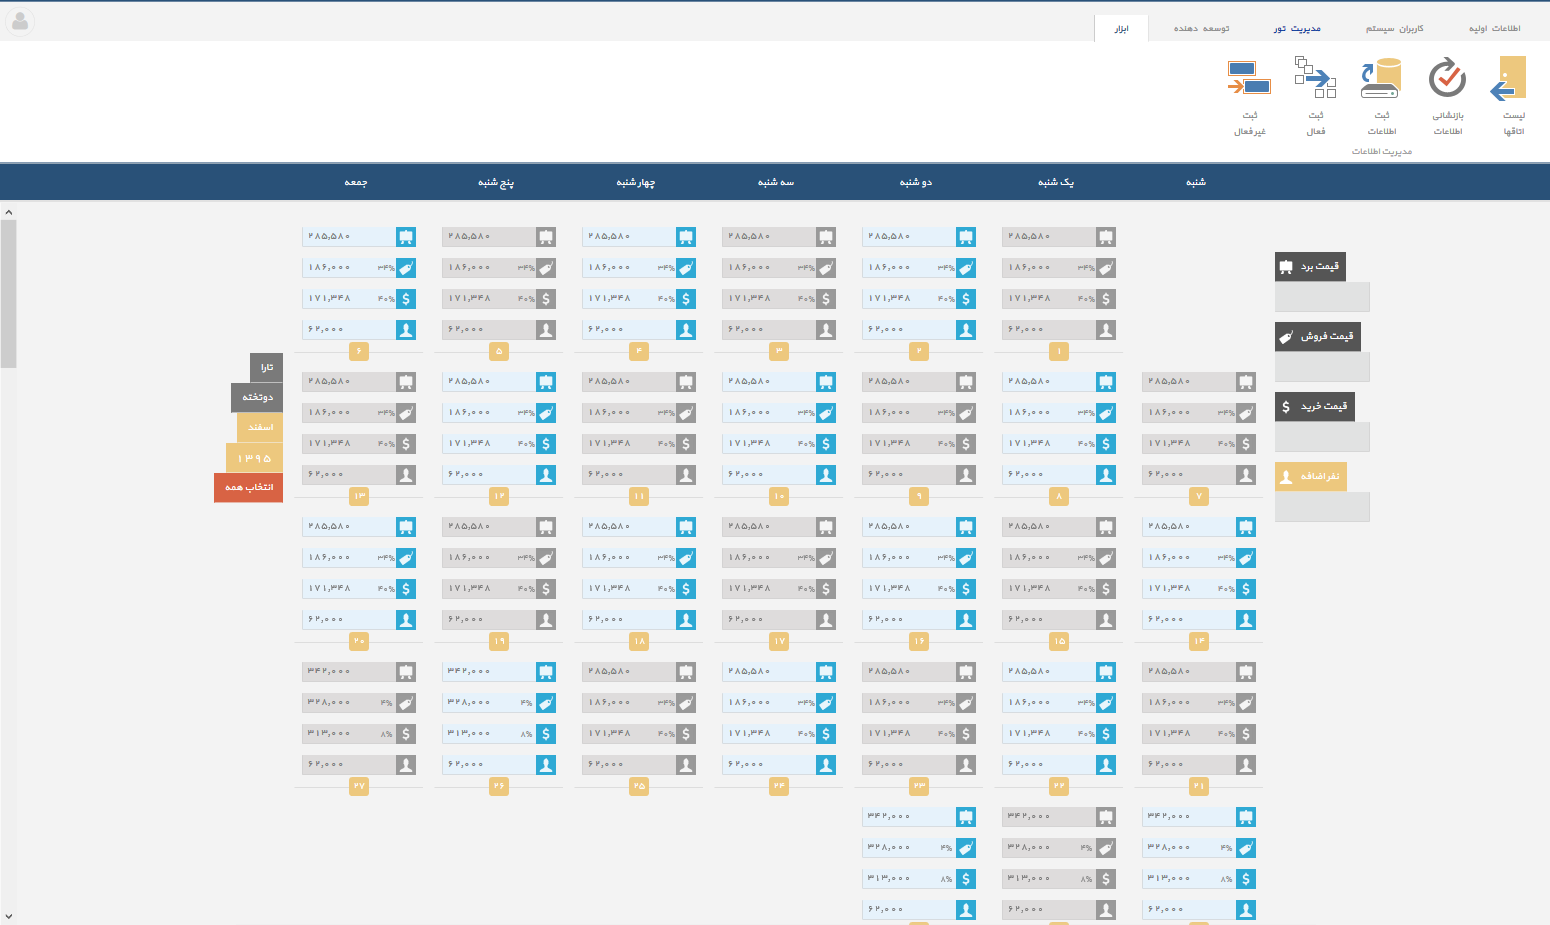 اطلاعات اولیه کاربران سیستم مدیریت تور توسعه دهنده ابزار
لیست اتاقها
بازنشانی اطلاعات
ثبت اطلاعات
ثبت فعال
ثبت غیرفعال
مدیریت اطلاعات
شنبه یک شنبه دو شنبه سه شنبه چهارشنبه پنج شنبه جمعه
قیمت برد
قیمت فروش
قیمت خرید
نفراضافه
۲۸۵,۵۸۰ ۲۸۵,۵۸۰ ۲۸۵,۵۸۰ ۲۸۵,۵۸۰ ۲۸۵,۵۸۰ ۲۸۵,۵۸۰
۳۴% ۱۸۶,۰۰۰ ۳۴% ۱۸۶,۰۰۰ ۳۴% ۱۸۶,۰۰۰ ۳۴% ۱۸۶,۰۰۰ ۳۴% ۱۸۶,۰۰۰ ۳۴% ۱۸۶,۰۰۰
۴۰% ۱۷۱,۳۴۸ ۴۰% ۱۷۱,۳۴۸ ۴۰% ۱۷۱,۳۴۸ ۴۰% ۱۷۱,۳۴۸ ۴۰% ۱۷۱,۳۴۸ ۴۰% ۱۷۱,۳۴۸
۶۲,۰۰۰ ۶۲,۰۰۰ ۶۲,۰۰۰ ۶۲,۰۰۰ ۶۲,۰۰۰ ۶۲,۰۰۰
۱ ۲ ۳ ۴ ۵ ۶
۲۸۵,۵۸۰ ۲۸۵,۵۸۰ ۲۸۵,۵۸۰ ۲۸۵,۵۸۰ ۲۸۵,۵۸۰ ۲۸۵,۵۸۰ ۲۸۵,۵۸۰
۳۴% ۱۸۶,۰۰۰ ۳۴% ۱۸۶,۰۰۰ ۳۴% ۱۸۶,۰۰۰ ۳۴% ۱۸۶,۰۰۰ ۳۴% ۱۸۶,۰۰۰ ۳۴% ۱۸۶,۰۰۰ ۳۴% ۱۸۶,۰۰۰
۴۰% ۱۷۱,۳۴۸ ۴۰% ۱۷۱,۳۴۸ ۴۰% ۱۷۱,۳۴۸ ۴۰% ۱۷۱,۳۴۸ ۴۰% ۱۷۱,۳۴۸ ۴۰% ۱۷۱,۳۴۸ ۴۰% ۱۷۱,۳۴۸
۶۲,۰۰۰ ۶۲,۰۰۰ ۶۲,۰۰۰ ۶۲,۰۰۰ ۶۲,۰۰۰ ۶۲,۰۰۰ ۶۲,۰۰۰
۷ ۸ ۹ ۱۰ ۱۱ ۱۲ ۱۳
۲۸۵,۵۸۰ ۲۸۵,۵۸۰ ۲۸۵,۵۸۰ ۲۸۵,۵۸۰ ۲۸۵,۵۸۰ ۲۸۵,۵۸۰ ۲۸۵,۵۸۰
۳۴% ۱۸۶,۰۰۰ ۳۴% ۱۸۶,۰۰۰ ۳۴% ۱۸۶,۰۰۰ ۳۴% ۱۸۶,۰۰۰ ۳۴% ۱۸۶,۰۰۰ ۳۴% ۱۸۶,۰۰۰ ۳۴% ۱۸۶,۰۰۰
۴۰% ۱۷۱,۳۴۸ ۴۰% ۱۷۱,۳۴۸ ۴۰% ۱۷۱,۳۴۸ ۴۰% ۱۷۱,۳۴۸ ۴۰% ۱۷۱,۳۴۸ ۴۰% ۱۷۱,۳۴۸ ۴۰% ۱۷۱,۳۴۸
۶۲,۰۰۰ ۶۲,۰۰۰ ۶۲,۰۰۰ ۶۲,۰۰۰ ۶۲,۰۰۰ ۶۲,۰۰۰ ۶۲,۰۰۰
۱۴ ۱۵ ۱۶ ۱۷ ۱۸ ۱۹ ۲۰
۲۸۵,۵۸۰ ۲۸۵,۵۸۰ ۲۸۵,۵۸۰ ۲۸۵,۵۸۰ ۲۸۵,۵۸۰ ۳۴۲,۰۰۰ ۳۴۲,۰۰۰
۳۴% ۱۸۶,۰۰۰ ۳۴% ۱۸۶,۰۰۰ ۳۴% ۱۸۶,۰۰۰ ۳۴% ۱۸۶,۰۰۰ ۳۴% ۱۸۶,۰۰۰ ۴% ۳۲۸,۰۰۰ ۴% ۳۲۸,۰۰۰
۴۰% ۱۷۱,۳۴۸ ۴۰% ۱۷۱,۳۴۸ ۴۰% ۱۷۱,۳۴۸ ۴۰% ۱۷۱,۳۴۸ ۴۰% ۱۷۱,۳۴۸ ۸% ۳۱۳,۰۰۰ ۸% ۳۱۳,۰۰۰
۶۲,۰۰۰ ۶۲,۰۰۰ ۶۲,۰۰۰ ۶۲,۰۰۰ ۶۲,۰۰۰ ۶۲,۰۰۰ ۶۲,۰۰۰
۲۱ ۲۲ ۲۳ ۲۴ ۲۵ ۲۶ ۲۷
۳۴۲,۰۰۰ ۳۴۲,۰۰۰ ۳۴۲,۰۰۰
۴% ۳۲۸,۰۰۰ ۴% ۳۲۸,۰۰۰ ۴% ۳۲۸,۰۰۰
۸% ۳۱۳,۰۰۰ ۸% ۳۱۳,۰۰۰ ۸% ۳۱۳,۰۰۰
۶۲,۰۰۰ ۶۲,۰۰۰ ۶۲,۰۰۰
تارا
دوتخته
اسفند
۱۳۹۵
انتخاب همه